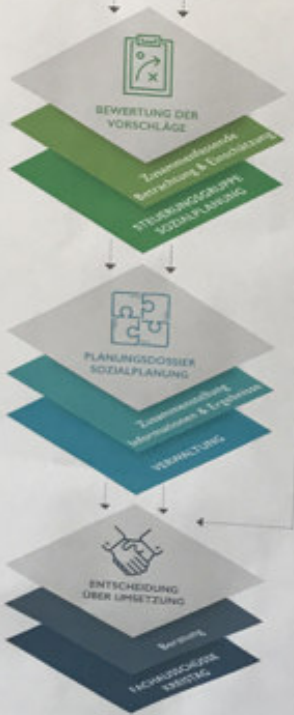 BEWERTUNG DER
VORSCHLÄGE
Zusammenfassende
Betrachtung & Einschätzung
STEUERUNGSGRUPPE
SOZIALPLANUNG
PLANUNGSDOSSIER
SOZIALPLANUNG
Zusammenstellung
Informationen & Ergebnisse
VERWALTUNG
ENTSCHEIDUNG
ÜBER UMSETZUNG
Beratung
FACHAUSSCHÜSSE
KREISTAG